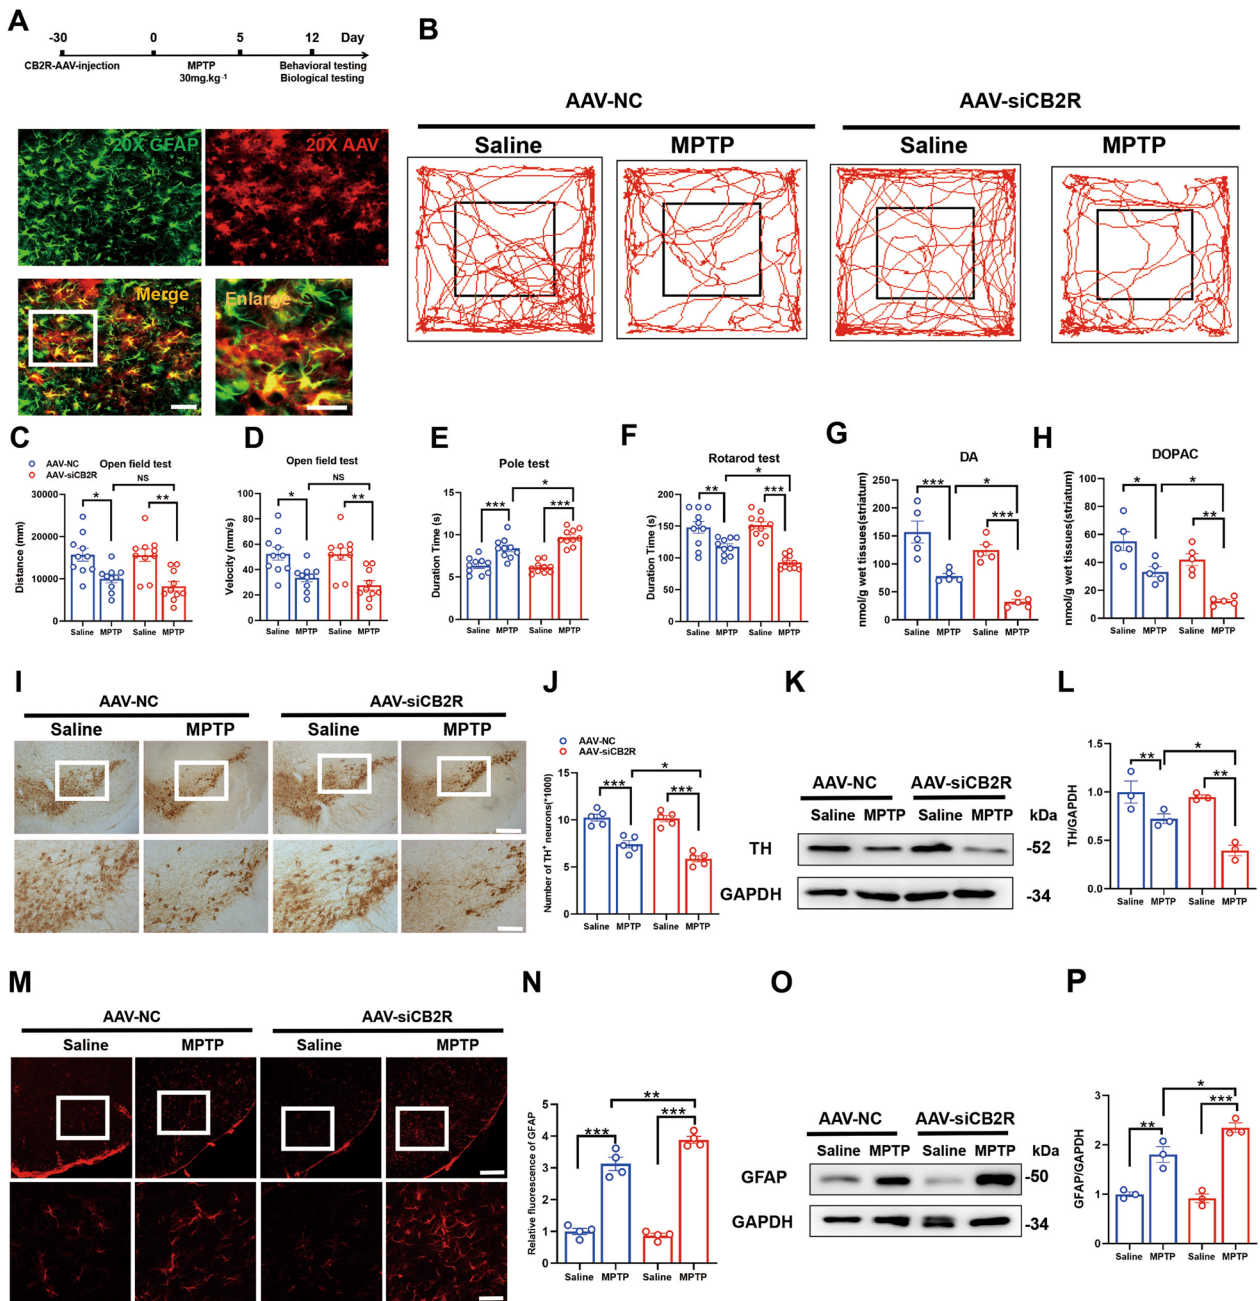 A
-30 0 5 12 Day
CB2R-AAV-injection MPTP Behavioral testing
30mg.kg-1 Biological testing
20X GFAP 20X AAV
Merge Enlarge
B
AAV-NC AAV-siCB2R
Saline MPTP Saline MPTP
C
AAV-NC
AAV-siCB2R
Open field test
NS
* **
Distance (mm)
30000
20000
10000
0
Saline MPTP Saline MPTP
D
Open field test
NS
* **
Velocity (mm/s)
100
80
60
40
20
0
Saline MPTP Saline MPTP
E
Pole test
*
*** ***
Duration Time (s)
15
10
5
0
Saline MPTP Saline MPTP
F
Rotarod test
*
** ***
Duration Time (s)
200
150
100
50
0
Saline MPTP Saline MPTP
G
DA
*** *
***
nmol/g wet tissues(striatum)
250
200
150
100
50
0
Saline MPTP Saline MPTP
H
DOPAC
* *
**
nmol/g wet tissues(striatum)
100
80
60
40
20
0
Saline MPTP Saline MPTP
I
AAV-NC AAV-siCB2R
Saline MPTP Saline MPTP
J
AAV-NC
AAV-siCB2R
*
*** ***
Number of TH+ neurons(*1000)
15
10
5
0
Saline MPTP Saline MPTP
K
AAV-NC AAV-siCB2R
Saline MPTP Saline MPTP kDa
TH -52
GAPDH -34
L
*
** **
TH/GAPDH
1.5
1.0
0.5
0.0
Saline MPTP Saline MPTP
M
AAV-NC AAV-siCB2R
Saline MPTP Saline MPTP
N
**
*** ***
Relative fluorescence of GFAP
5
4
3
2
1
0
Saline MPTP Saline MPTP
O
AAV-NC AAV-siCB2R
Saline MPTP Saline MPTP kDa
GFAP -50
GAPDH -34
P
*
** ***
GFAP/GAPDH
3
2
1
0
Saline MPTP Saline MPTP